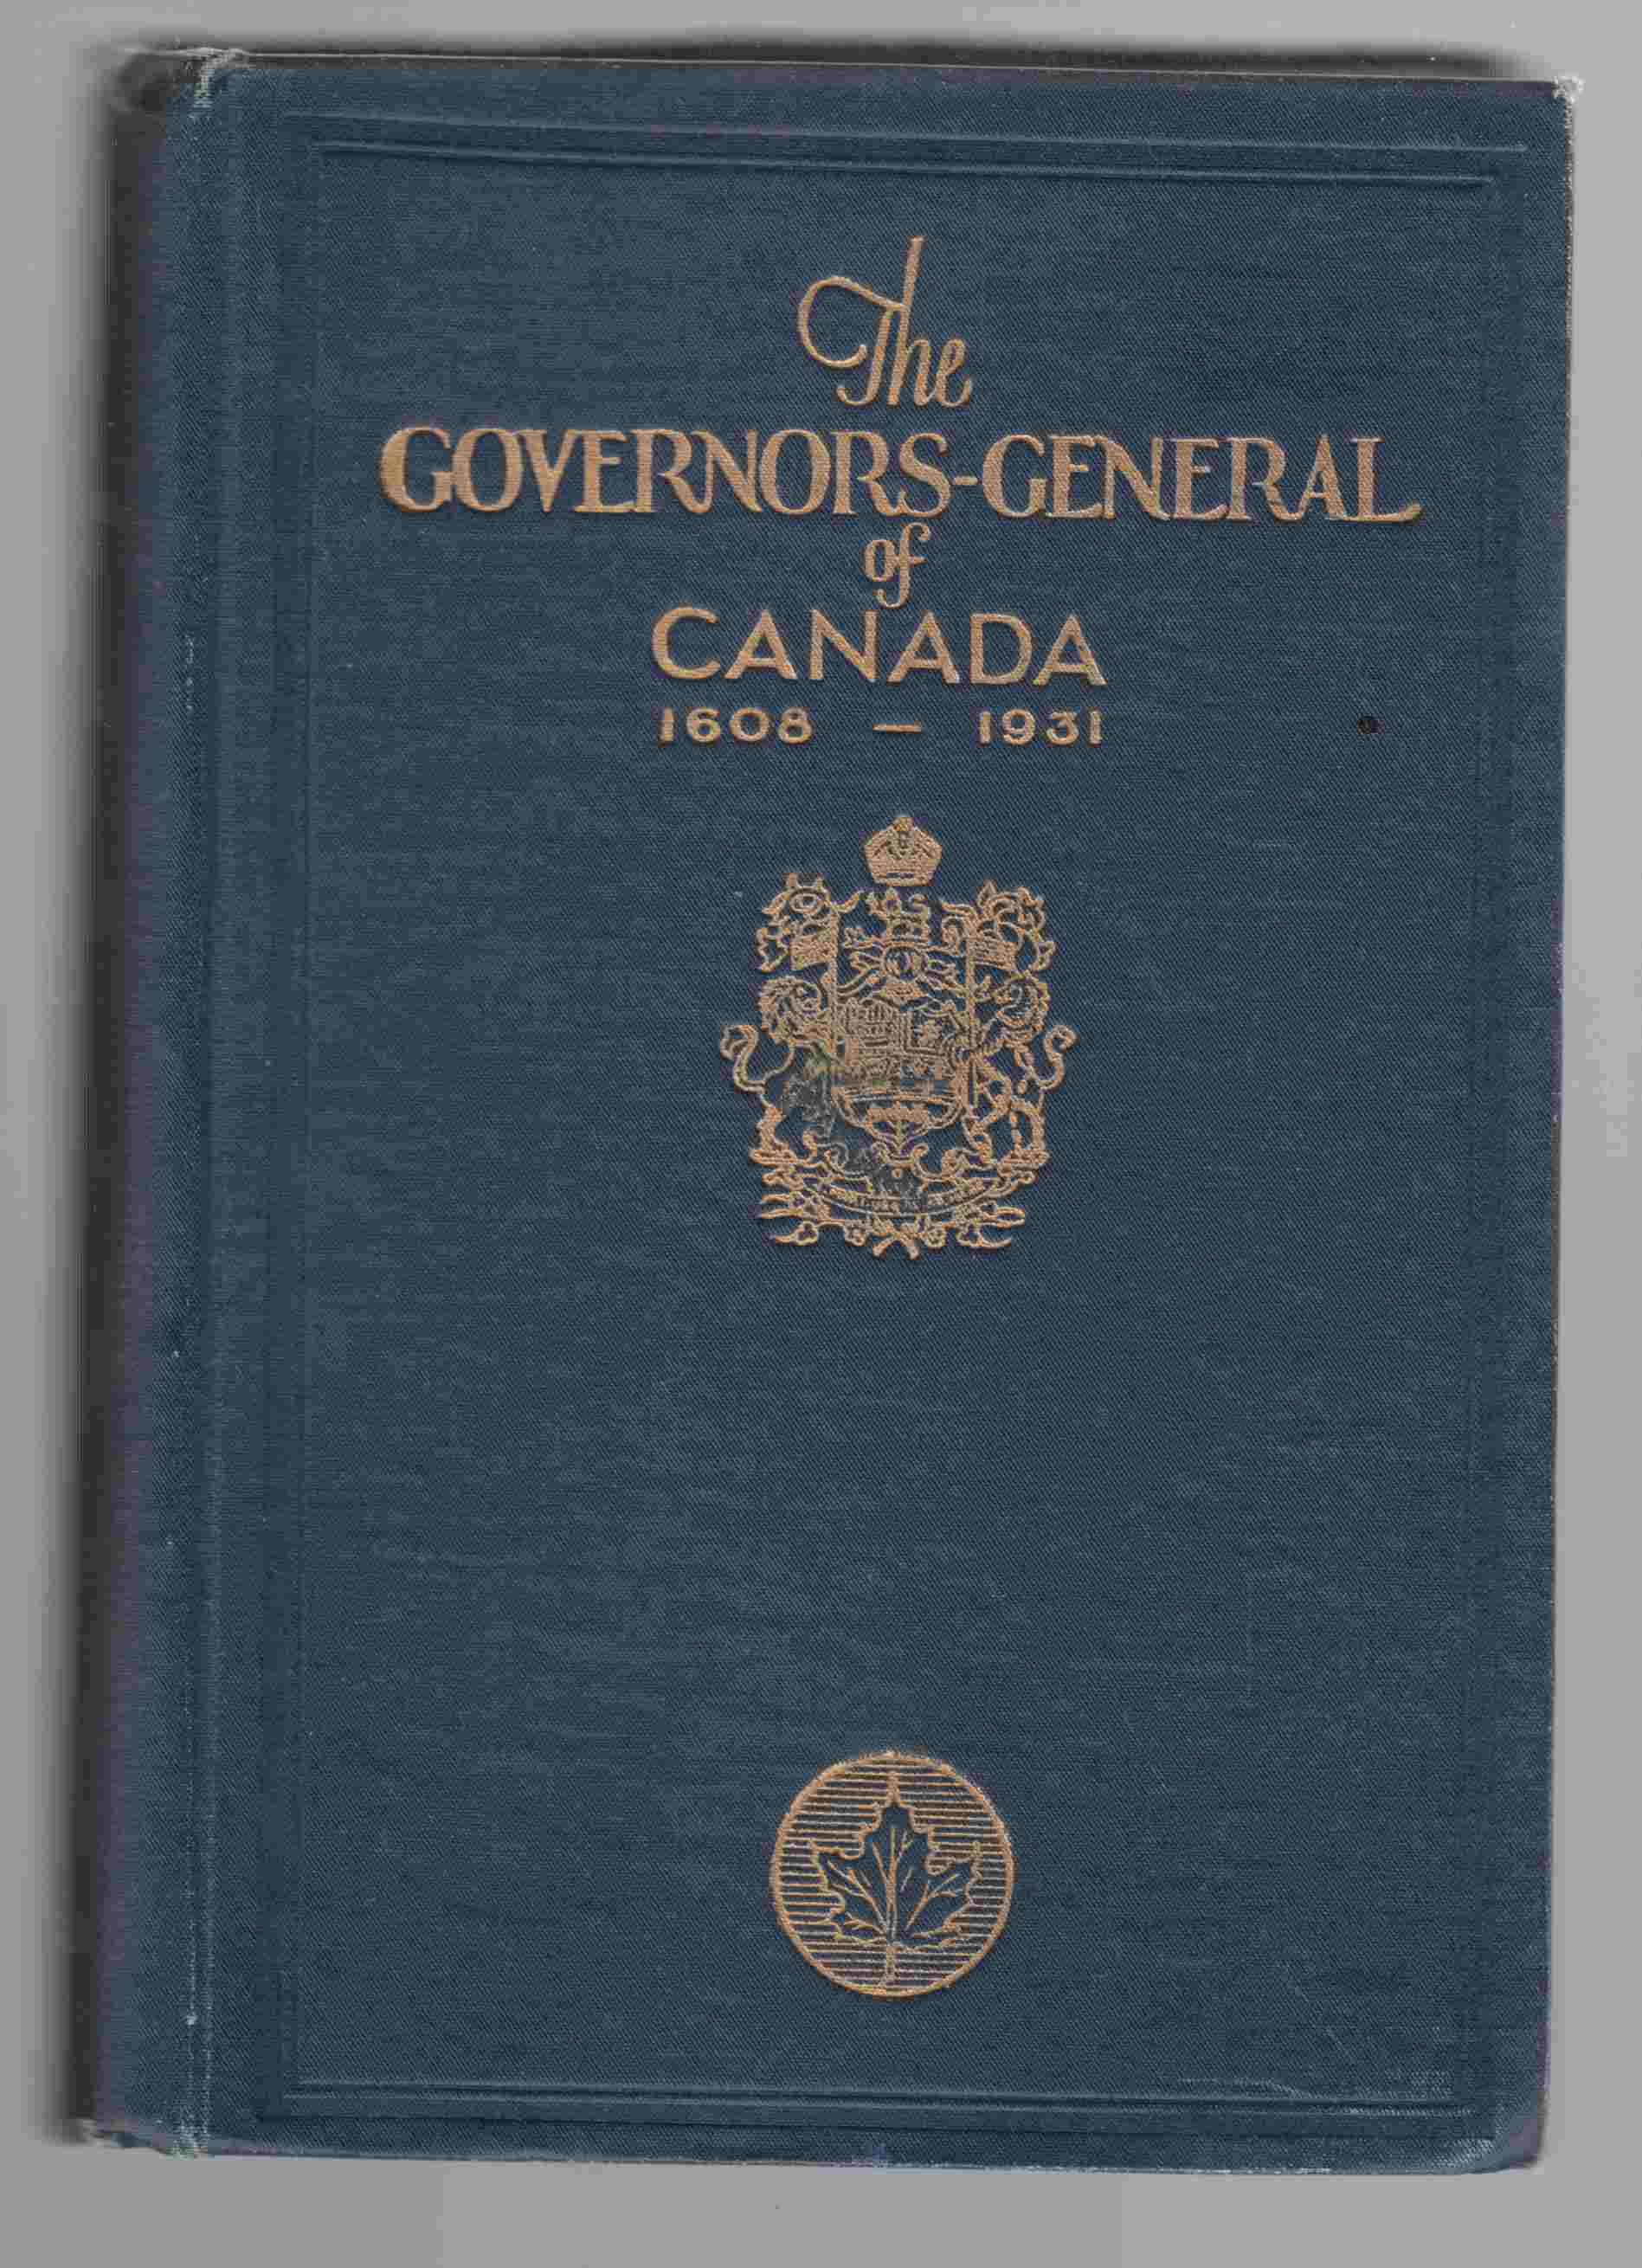 The
GOVERNORS-GENERAL
of
CANADA
1608 — 1931